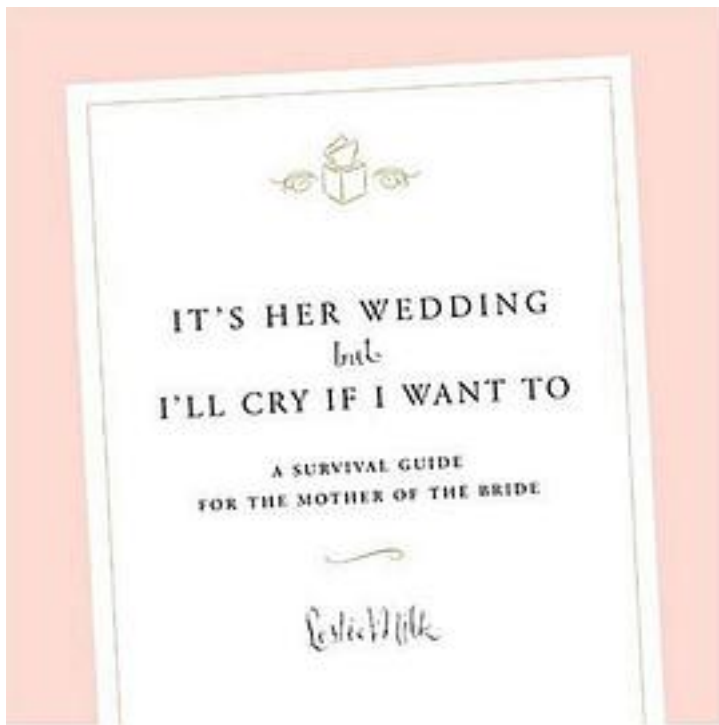 IT'S HER WEDDING
but
I'LL CRY IF I WANT TO
A SURVIVAL GUIDE
FOR THE MOTHER OF THE BRIDE
Leslie Milk